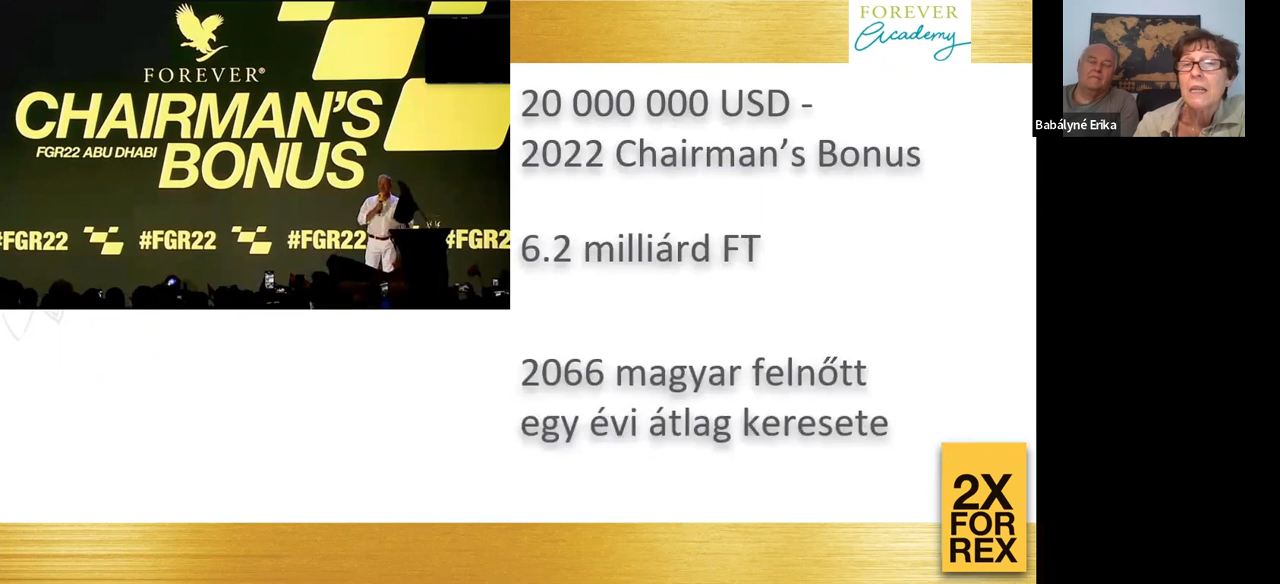 FOREVER®
CHAIRMAN'S
FGR22 ABU DHABI BONUS
#FGR22 #FGR22 #FGR22 #FGR2
FOREVER
Academy
20 000 000 USD -
2022 Chairman's Bonus
6.2 milliárd FT
2066 magyar felnőtt
egy évi átlag keresete
2X
FOR
REX
Babályné Erika